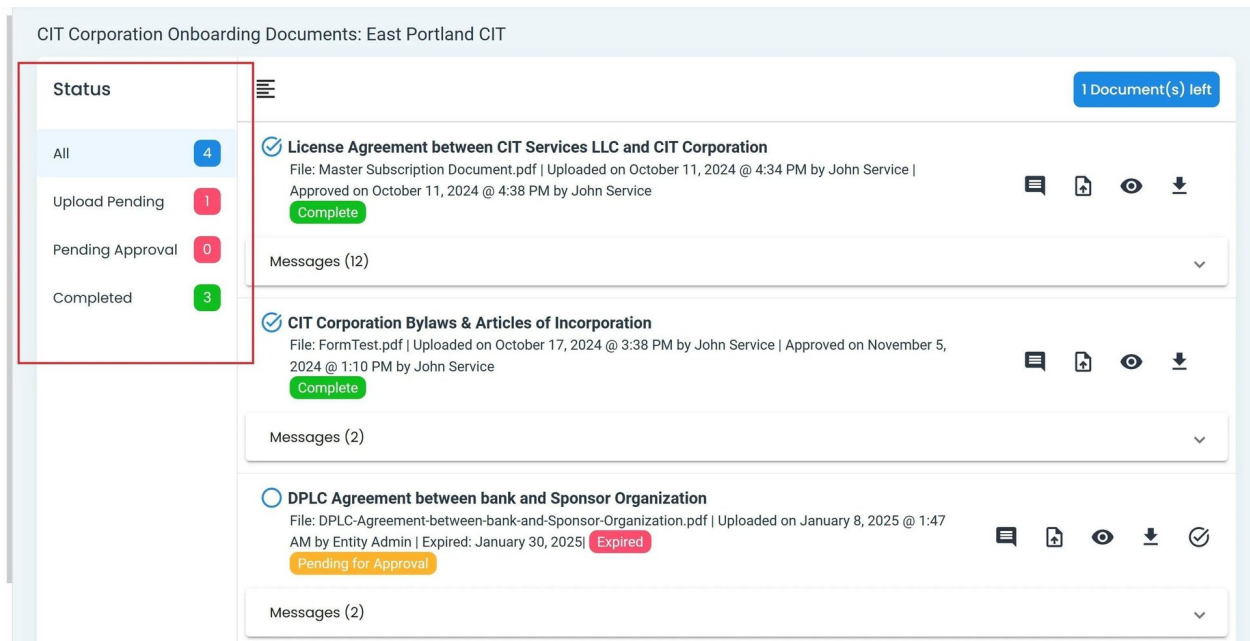 CIT Corporation Onboarding Documents: East Portland CIT
Status
All 4
Upload Pending 1
Pending Approval 0
Completed 3
1 Document(s) left
License Agreement between CIT Services LLC and CIT Corporation
File: Master Subscription Document.pdf | Uploaded on October 11, 2024 @ 4:34 PM by John Service |
Approved on October 11, 2024 @ 4:38 PM by John Service
Complete
Messages (12)
CIT Corporation Bylaws & Articles of Incorporation
File: FormTest.pdf | Uploaded on October 17, 2024 @ 3:38 PM by John Service | Approved on November 5,
2024 @ 1:10 PM by John Service
Complete
Messages (2)
DPLC Agreement between bank and Sponsor Organization
File: DPLC-Agreement-between-bank-and-Sponsor-Organization.pdf | Uploaded on January 8, 2025 @ 1:47
AM by Entity Admin | Expired: January 30, 2025| Expired
Pending for Approval
Messages (2)